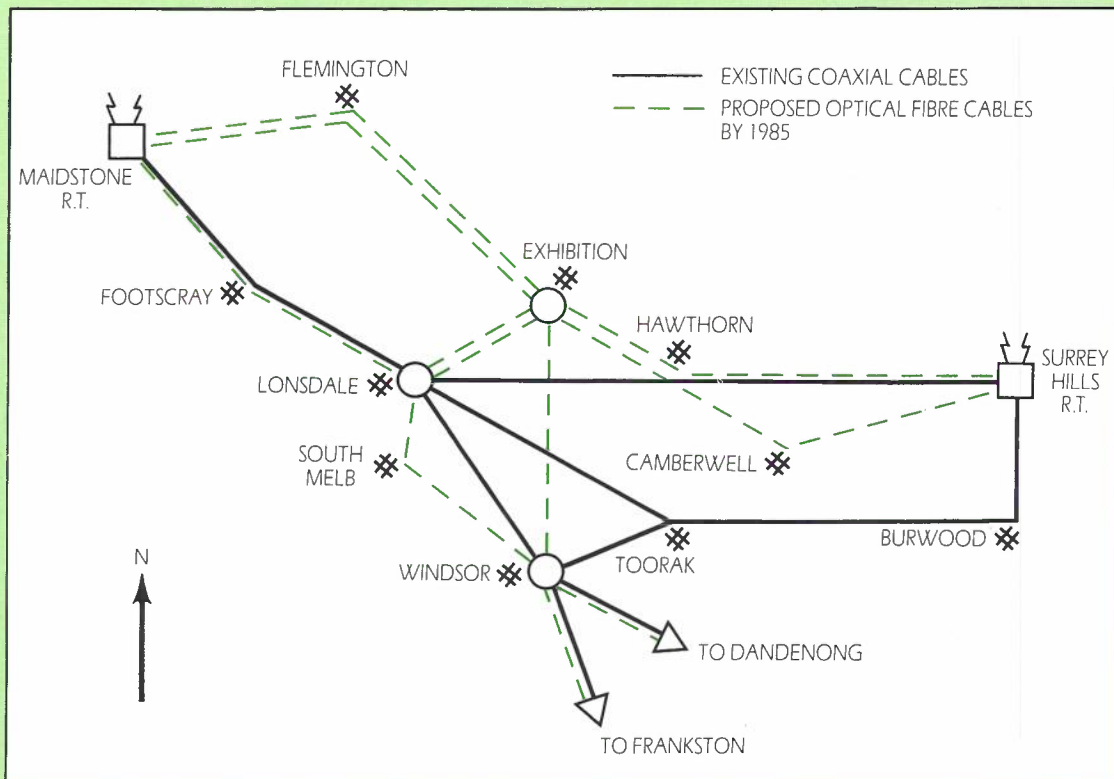 FLEMINGTON
EXISTING COAXIAL CABLES
PROPOSED OPTICAL FIBRE CABLES
BY 1985
MAIDSTONE
R.T.
EXHIBITION
FOOTSCRAY
HAWTHORN
SURREY
HILLS
R.T.
LONSDALE
SOUTH
MELB
CAMBERWELL
WINDSOR
TOORAK
BURWOOD
N
TO DANDENONG
TO FRANKSTON